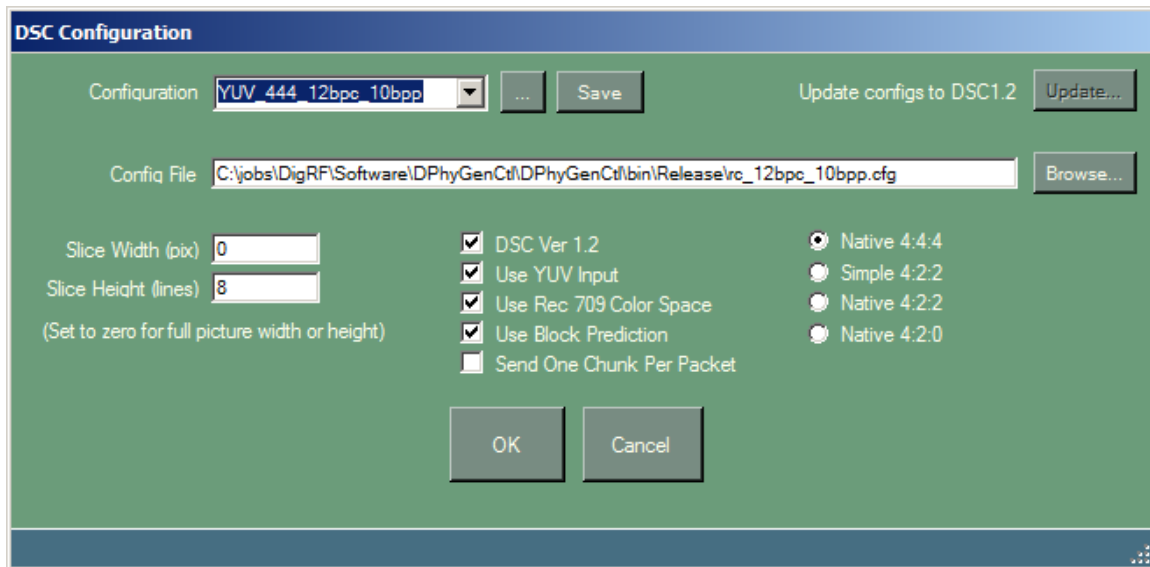 DSC Configuration
Configuration YUV_444_12bpc_10bpp ... Save Update configs to DSC1.2 Update...
Config File C:\jobs\DigRF\Software\DPhyGenCtl\DPhyGenCtl\bin\Release\rc_12bpc_10bpp.cfg Browse...
Slice Width (pix) 0 DSC Ver 1.2 Native 4:4:4
Use YUV Input Simple 4:2:2
Slice Height (lines) 8 Use Rec 709 Color Space Native 4:2:2
(Set to zero for full picture width or height) Use Block Prediction Native 4:2:0
Send One Chunk Per Packet
OK Cancel